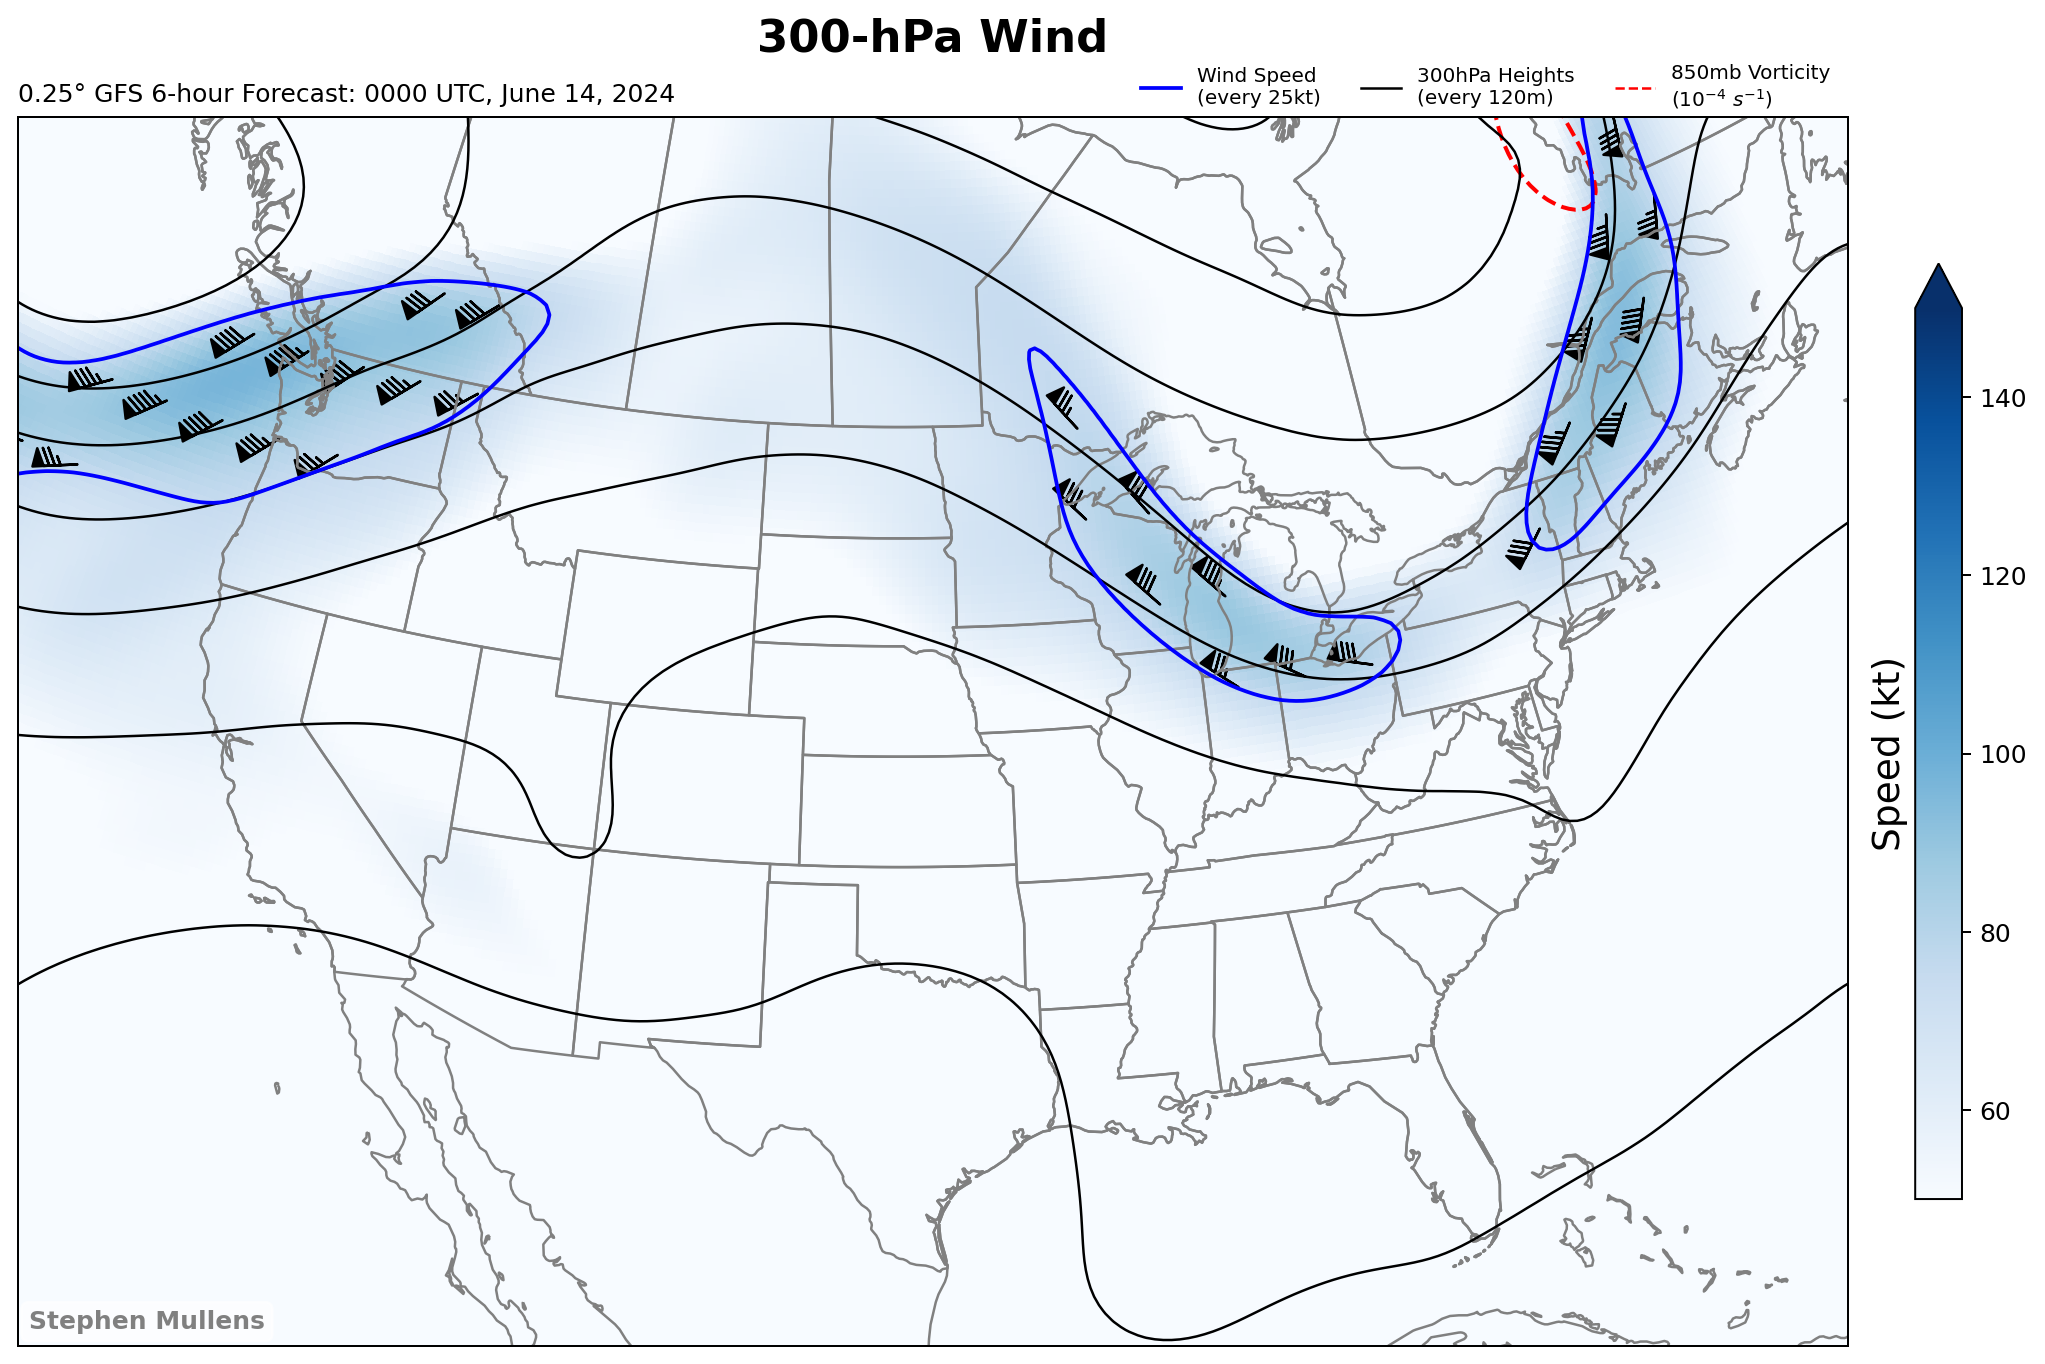 300-hPa Wind
0.25° GFS 6-hour Forecast: 0000 UTC, June 14, 2024
Wind Speed
(every 25kt)
300hPa Heights
(every 120m)
850mb Vorticity
(10⁻⁴ s⁻¹)
140
120
100
80
60
Speed (kt)
Stephen Mullens